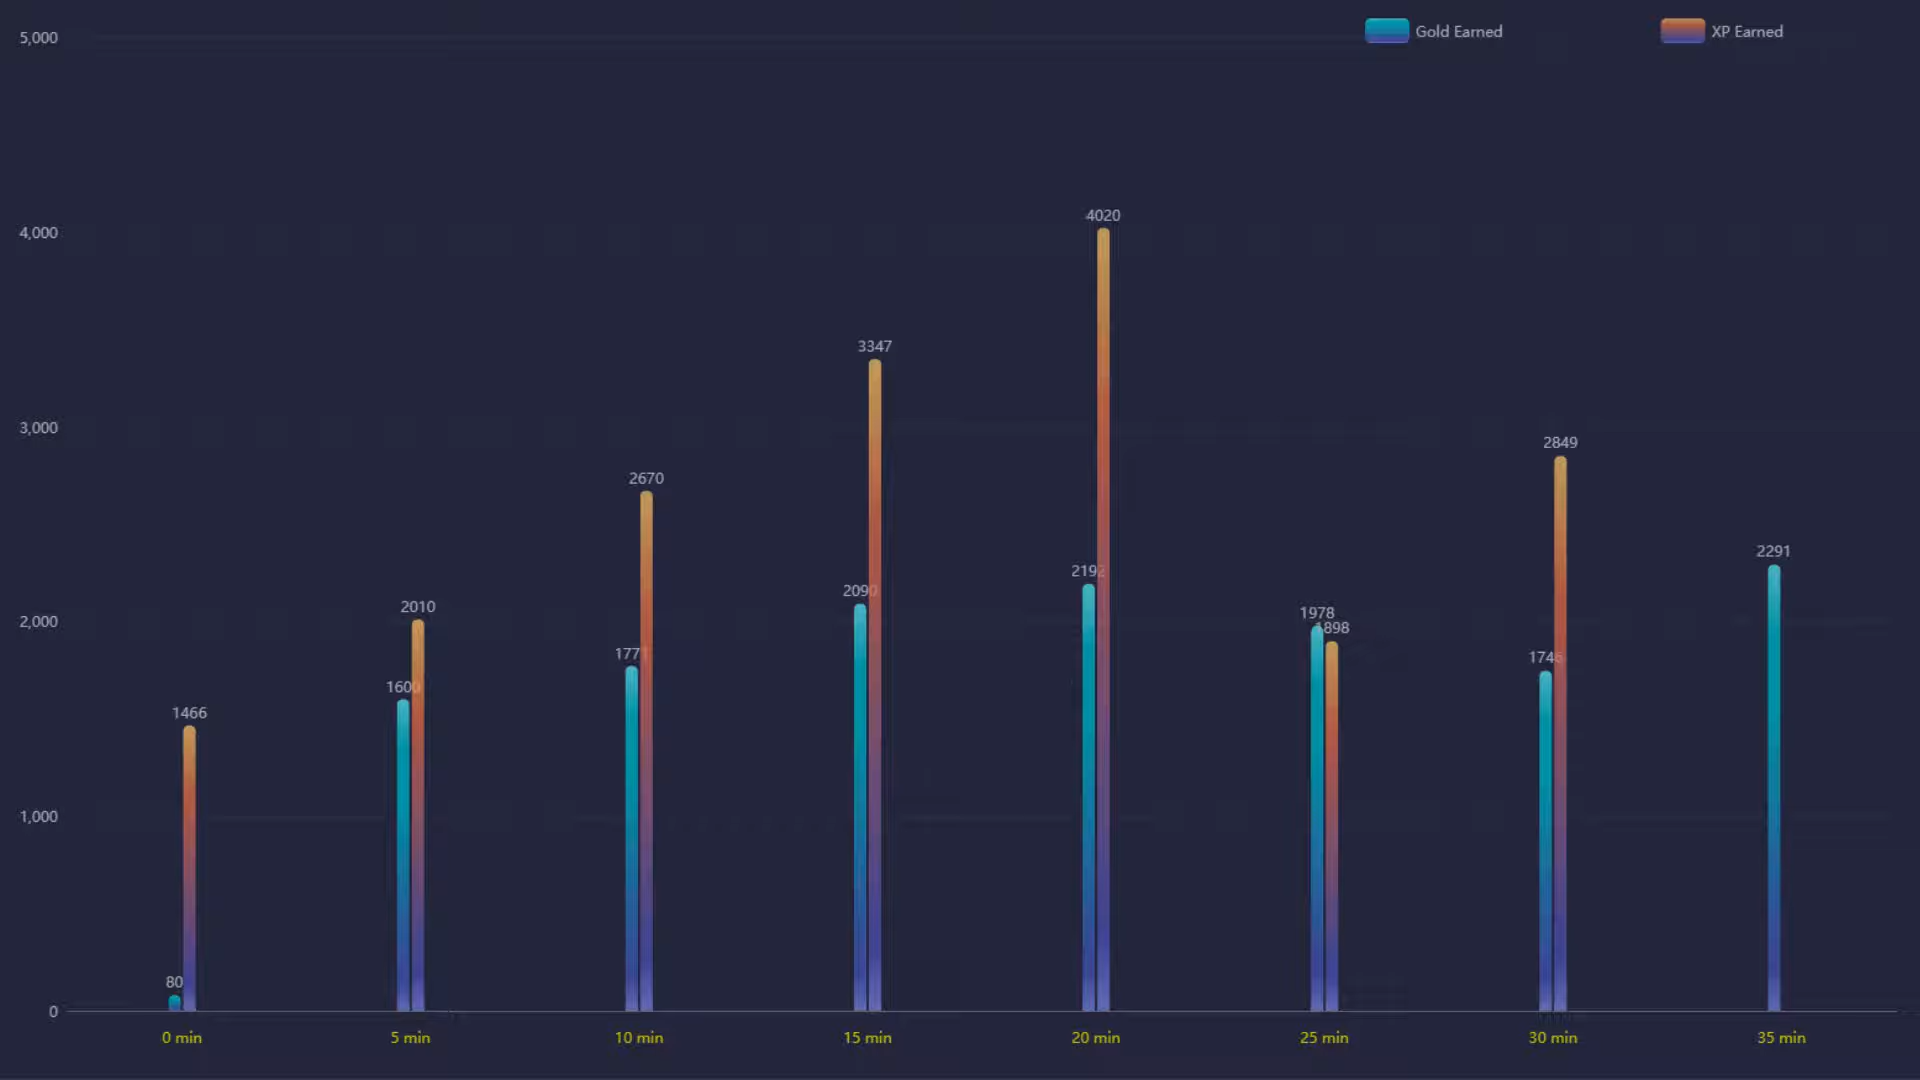 Gold Earned
XP Earned
5,000
4,000
3,000
2,000
1,000
0
80
1466
1600
2010
1771
2670
2090
3347
2192
4020
1978
1898
1746
2849
2291
0 min
5 min
10 min
15 min
20 min
25 min
30 min
35 min